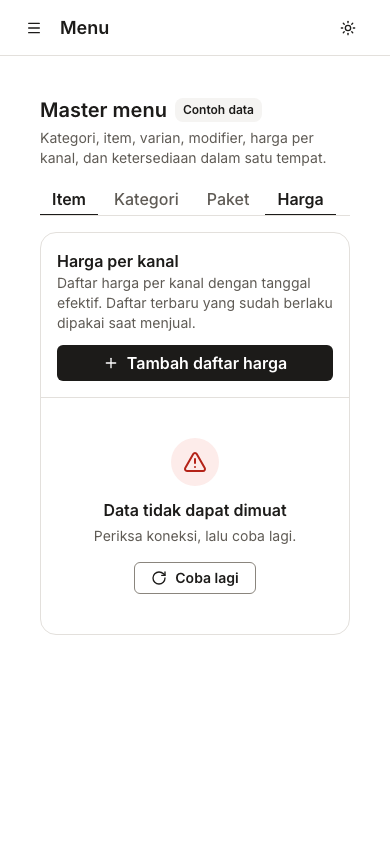 Menu
Master menu
Contoh data
Kategori, item, varian, modifier, harga per
kanal, dan ketersediaan dalam satu tempat.
Item
Kategori
Paket
Harga
Harga per kanal
Daftar harga per kanal dengan tanggal
efektif. Daftar terbaru yang sudah berlaku
dipakai saat menjual.
Tambah daftar harga
Data tidak dapat dimuat
Periksa koneksi, lalu coba lagi.
Coba lagi